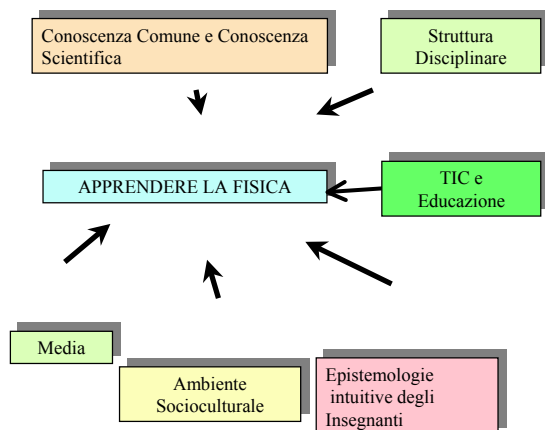 Conoscenza Comune e Conoscenza
Scientifica
Struttura
Disciplinare
APPRENDERE LA FISICA
TIC e
Educazione
Media
Ambiente
Socioculturale
Epistemologie
intuitive degli
Insegnanti